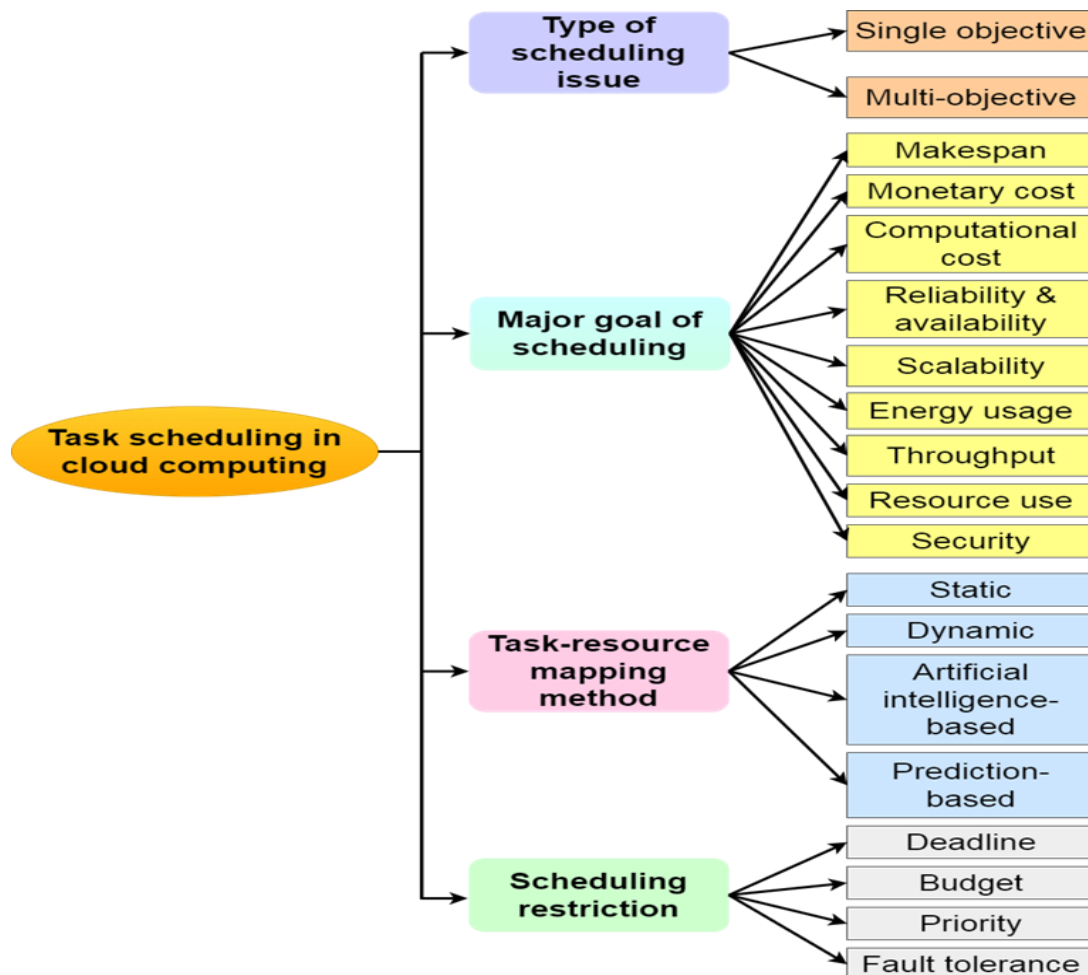 Type of
scheduling
issue
Single objective
Multi-objective
Major goal of
scheduling
Makespan
Monetary cost
Computational
cost
Reliability &
availability
Scalability
Energy usage
Throughput
Resource use
Security
Task scheduling in
cloud computing
Task-resource
mapping
method
Static
Dynamic
Artificial
intelligence-
based
Prediction-
based
Scheduling
restriction
Deadline
Budget
Priority
Fault tolerance